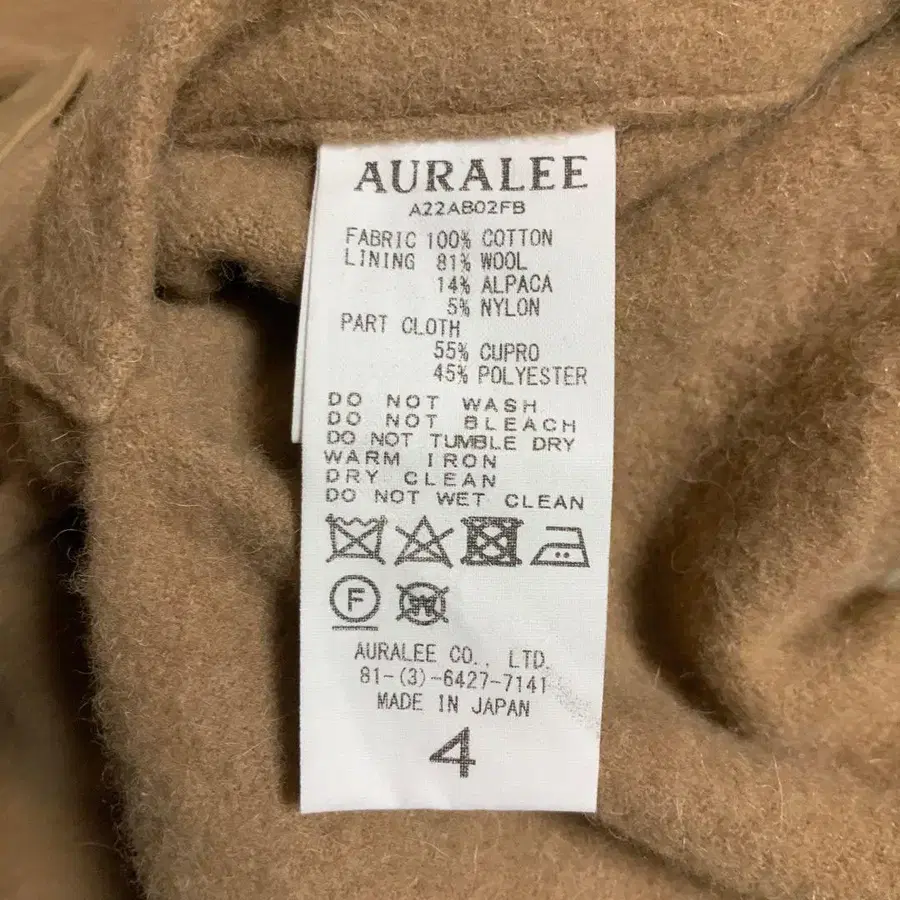 AURALEE
A22AB02FB
FABRIC 100% COTTON
LINING 81% WOOL
14% ALPACA
5% NYLON
PART CLOTH
55% CUPRO
45% POLYESTER
DO NOT WASH
DO NOT BLEACH
DO NOT TUMBLE DRY
WARM IRON
DRY CLEAN
DO NOT WET CLEAN
F W
AURALEE CO., LTD.
81-(3)-6427-7141
MADE IN JAPAN
4